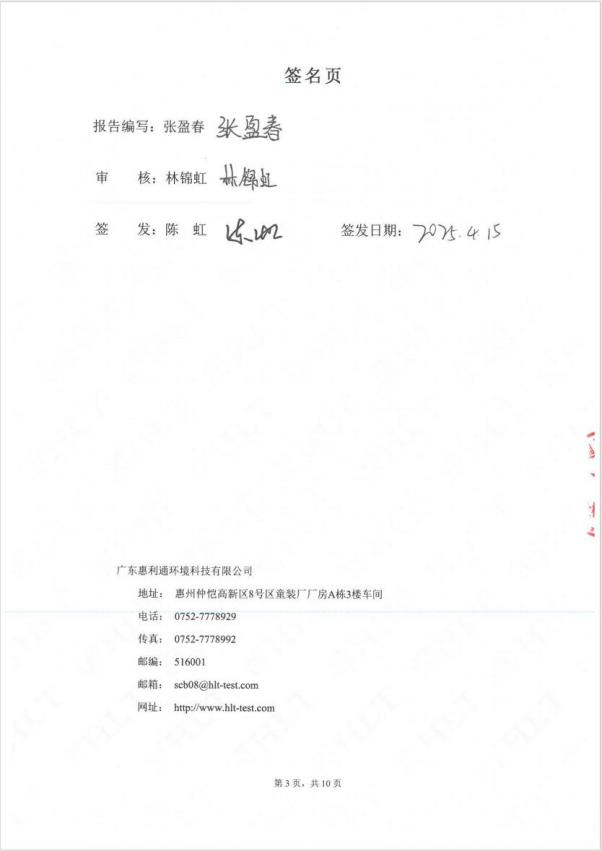 签名页
报告编写：张盈春 张盈春
审 核：林锦虹 林锦虹
签 发：陈 虹 陈虹 签发日期：2025.4.15
广东惠利通环境科技有限公司
地址： 惠州仲恺高新区8号区童装厂厂房A栋3楼车间
电话： 0752-7778929
传真： 0752-7778992
邮编： 516001
邮箱： scb08@hlt-test.com
网址： http://www.hlt-test.com
第 3 页，共 10 页